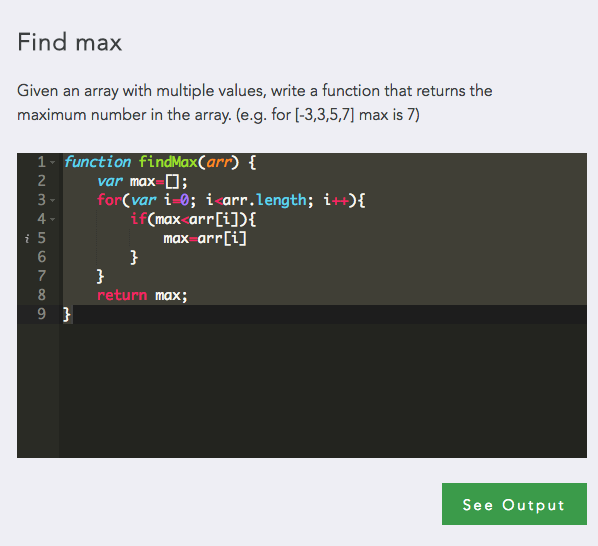 Find max
Given an array with multiple values, write a function that returns the
maximum number in the array. (e.g. for [-3,3,5,7] max is 7)
1 function findMax(arr) {
2     var max=[];
3     for(var i=0; i<arr.length; i++){
4         if(max<arr[i]){
i 5             max=arr[i]
6         }
7     }
8     return max;
9 }
See Output